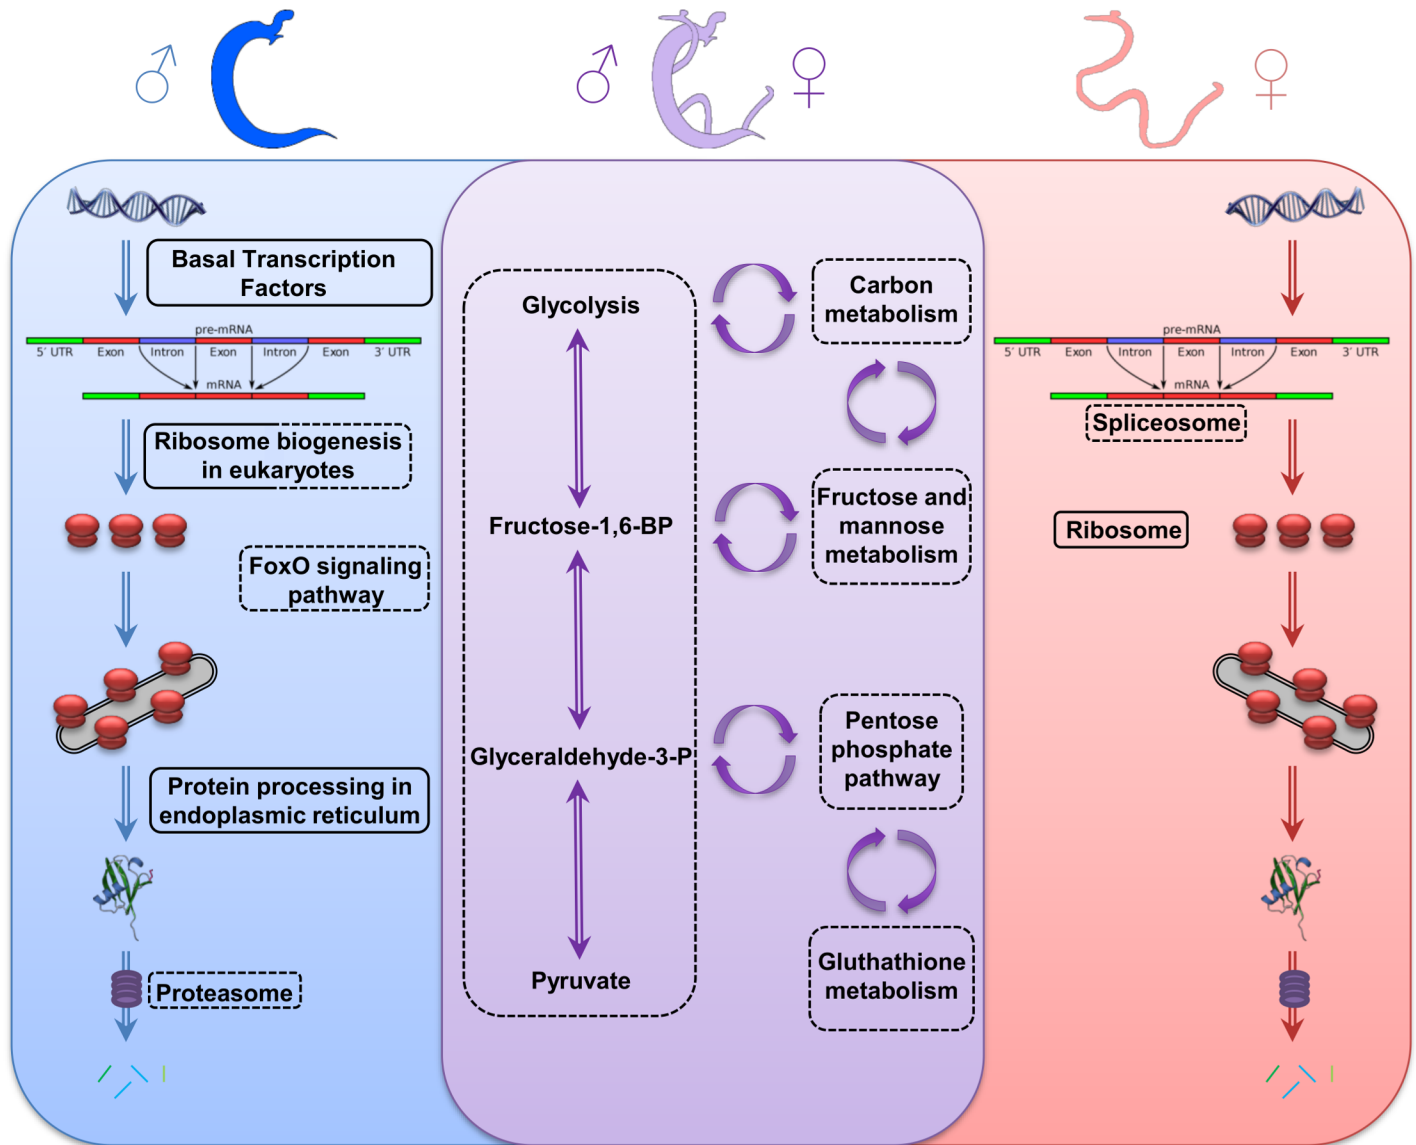 ♂
♂
♀
♀
Basal Transcription
Factors
pre-mRNA
5′ UTR Exon Intron Exon Intron Exon 3′ UTR
mRNA
Ribosome biogenesis
in eukaryotes
FoxO signaling
pathway
Protein processing in
endoplasmic reticulum
Proteasome
Glycolysis
Fructose-1,6-BP
Glyceraldehyde-3-P
Pyruvate
Carbon
metabolism
Fructose and
mannose
metabolism
Pentose
phosphate
pathway
Gluthathione
metabolism
pre-mRNA
5′ UTR Exon Intron Exon Intron Exon 3′ UTR
mRNA
Spliceosome
Ribosome